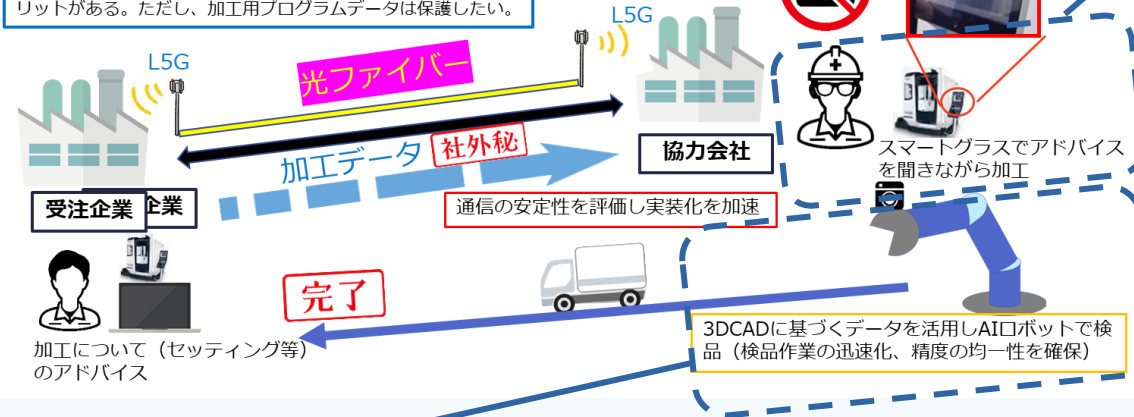 リットがある。ただし、加工用プログラムデータは保護したい。
L5G
L5G
光ファイバー
加工データ
社外秘
協力会社
受注企業
企業
スマートグラスでアドバイス
を聞きながら加工
通信の安定性を評価し実装化を加速
完了
3DCADに基づくデータを活用しAIロボットで検
品（検品作業の迅速化、精度の均一性を確保）
加工について（セッティング等）
のアドバイス